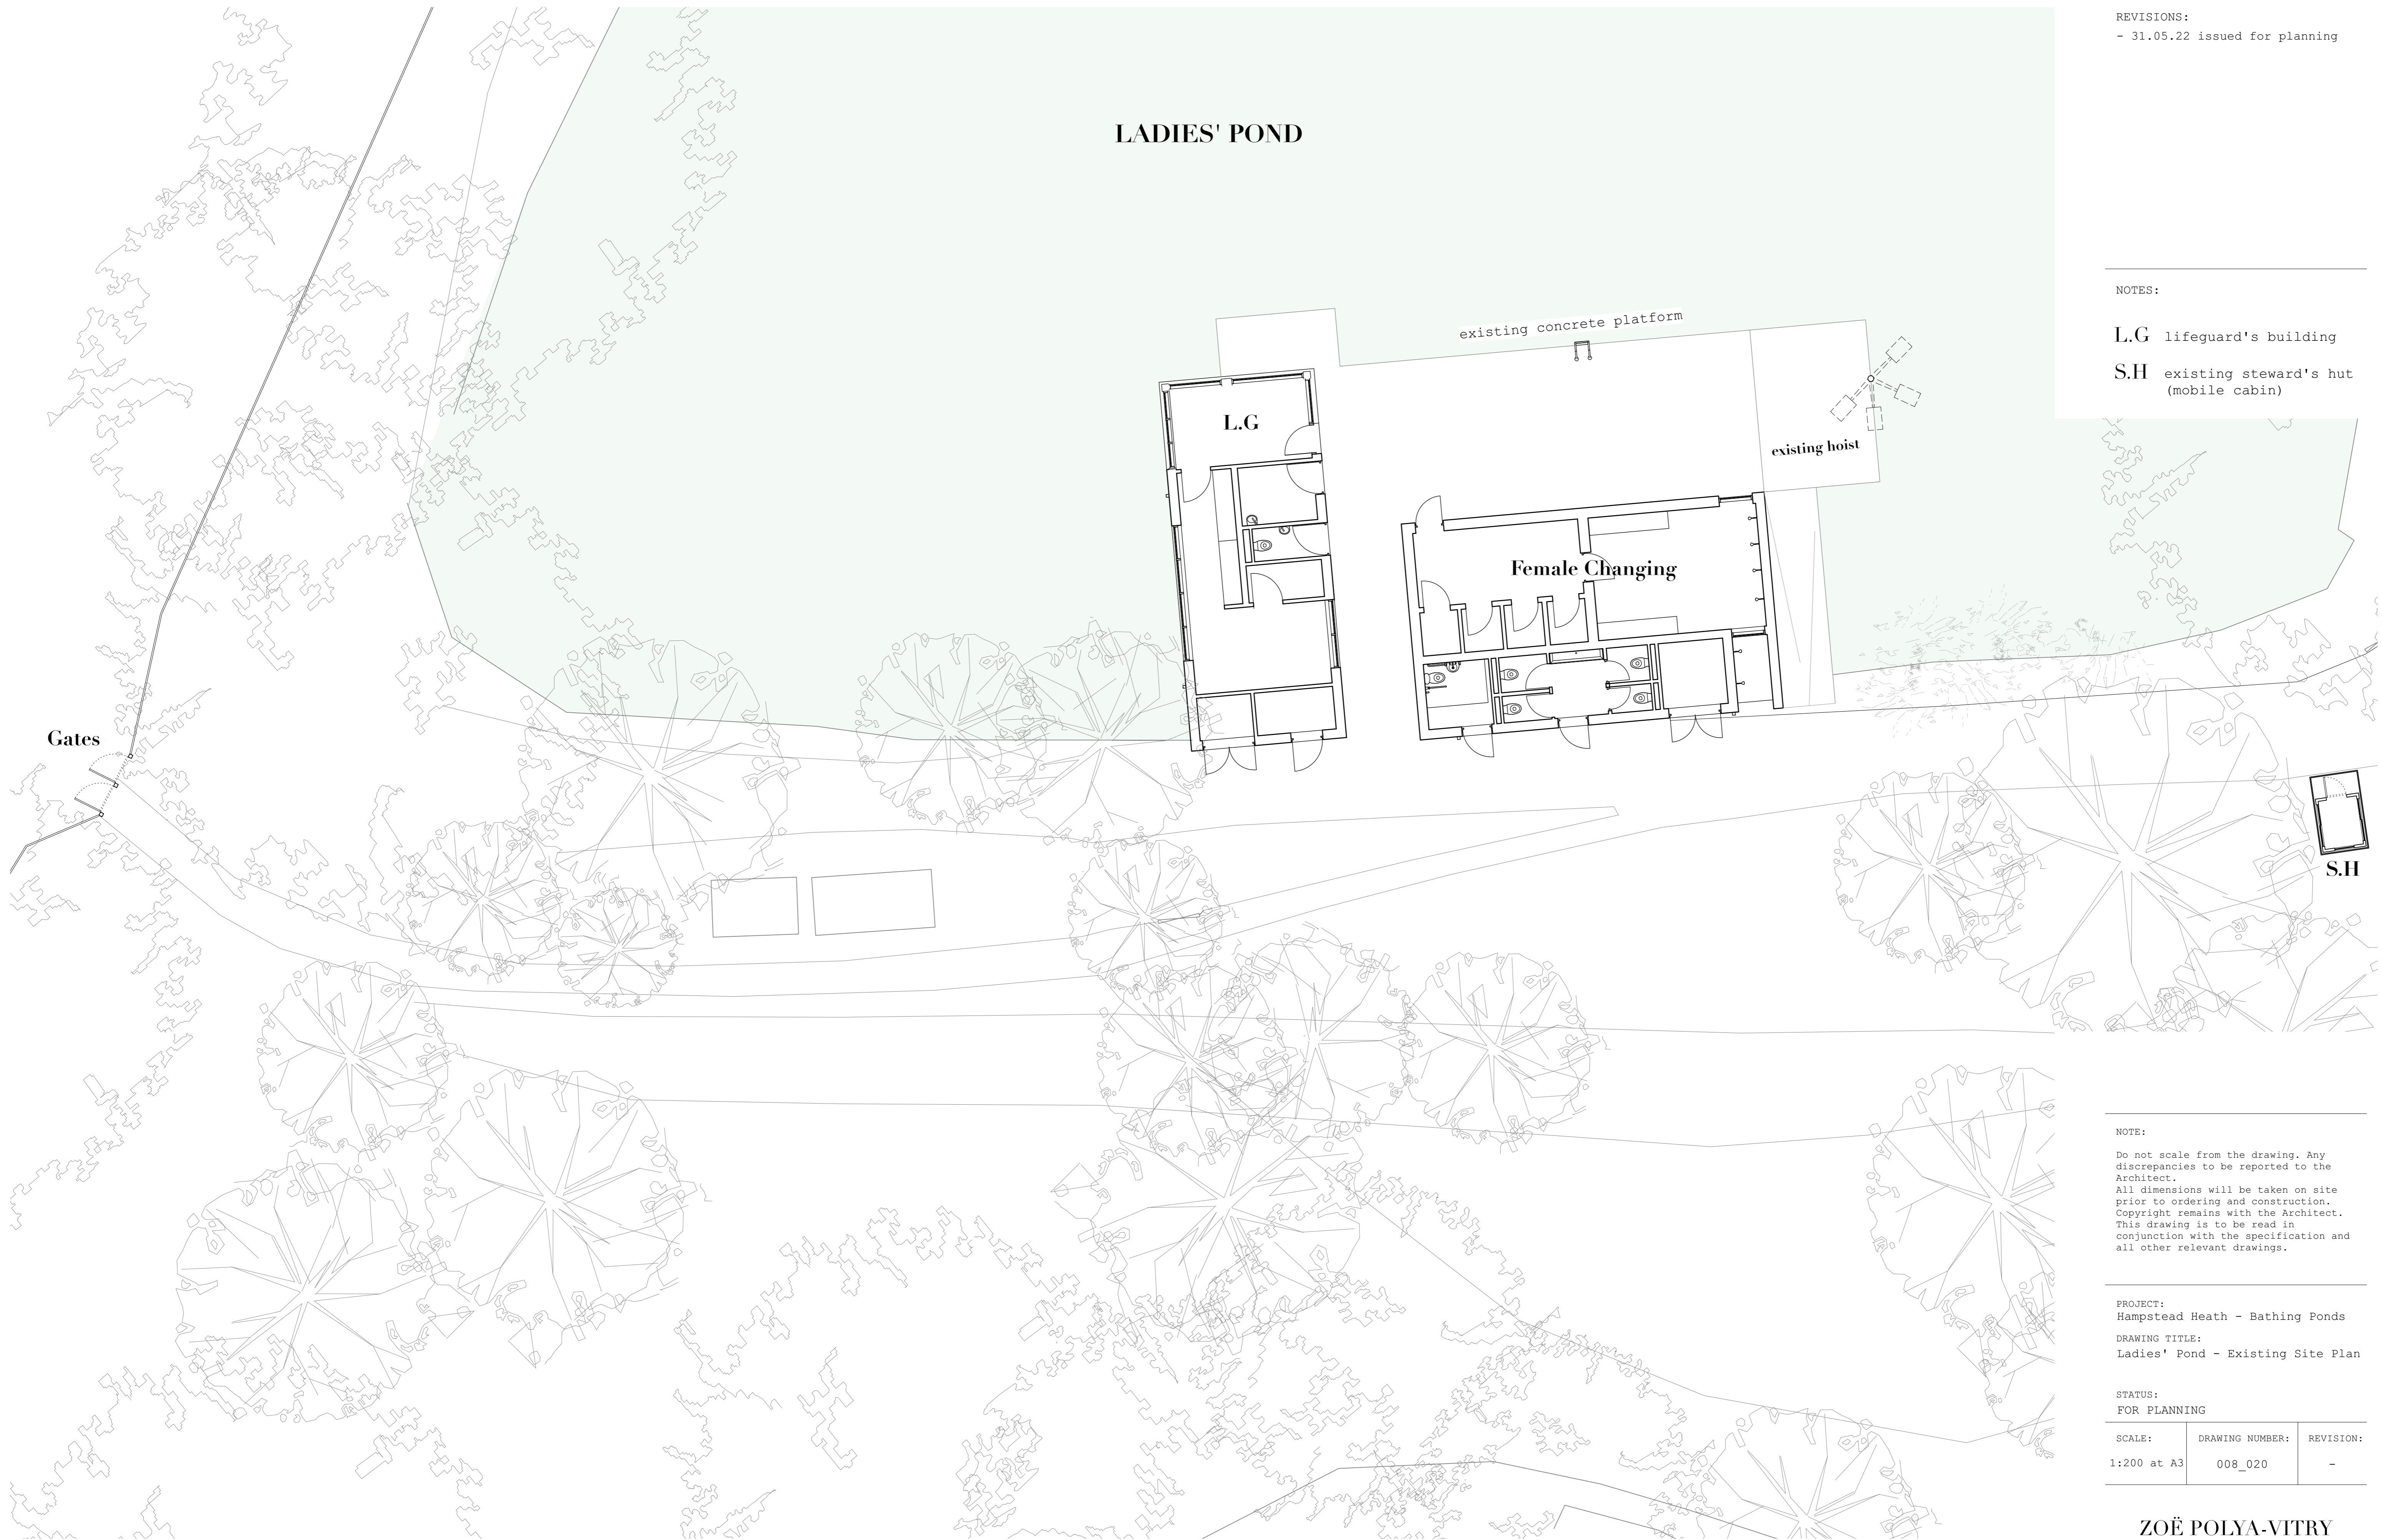 LADIES' POND
existing concrete platform
L.G
existing hoist
Female Changing
Gates
S.H
REVISIONS:
- 31.05.22 issued for planning
NOTES:
L.G lifeguard's building
S.H existing steward's hut
(mobile cabin)
NOTE:
Do not scale from the drawing. Any
discrepancies to be reported to the
Architect.
All dimensions will be taken on site
prior to ordering and construction.
Copyright remains with the Architect.
This drawing is to be read in
conjunction with the specification and
all other relevant drawings.
PROJECT:
Hampstead Heath - Bathing Ponds
DRAWING TITLE:
Ladies' Pond - Existing Site Plan
STATUS:
FOR PLANNING
SCALE: DRAWING NUMBER: REVISION:
1:200 at A3 008_020 -
ZOË POLYA-VITRY